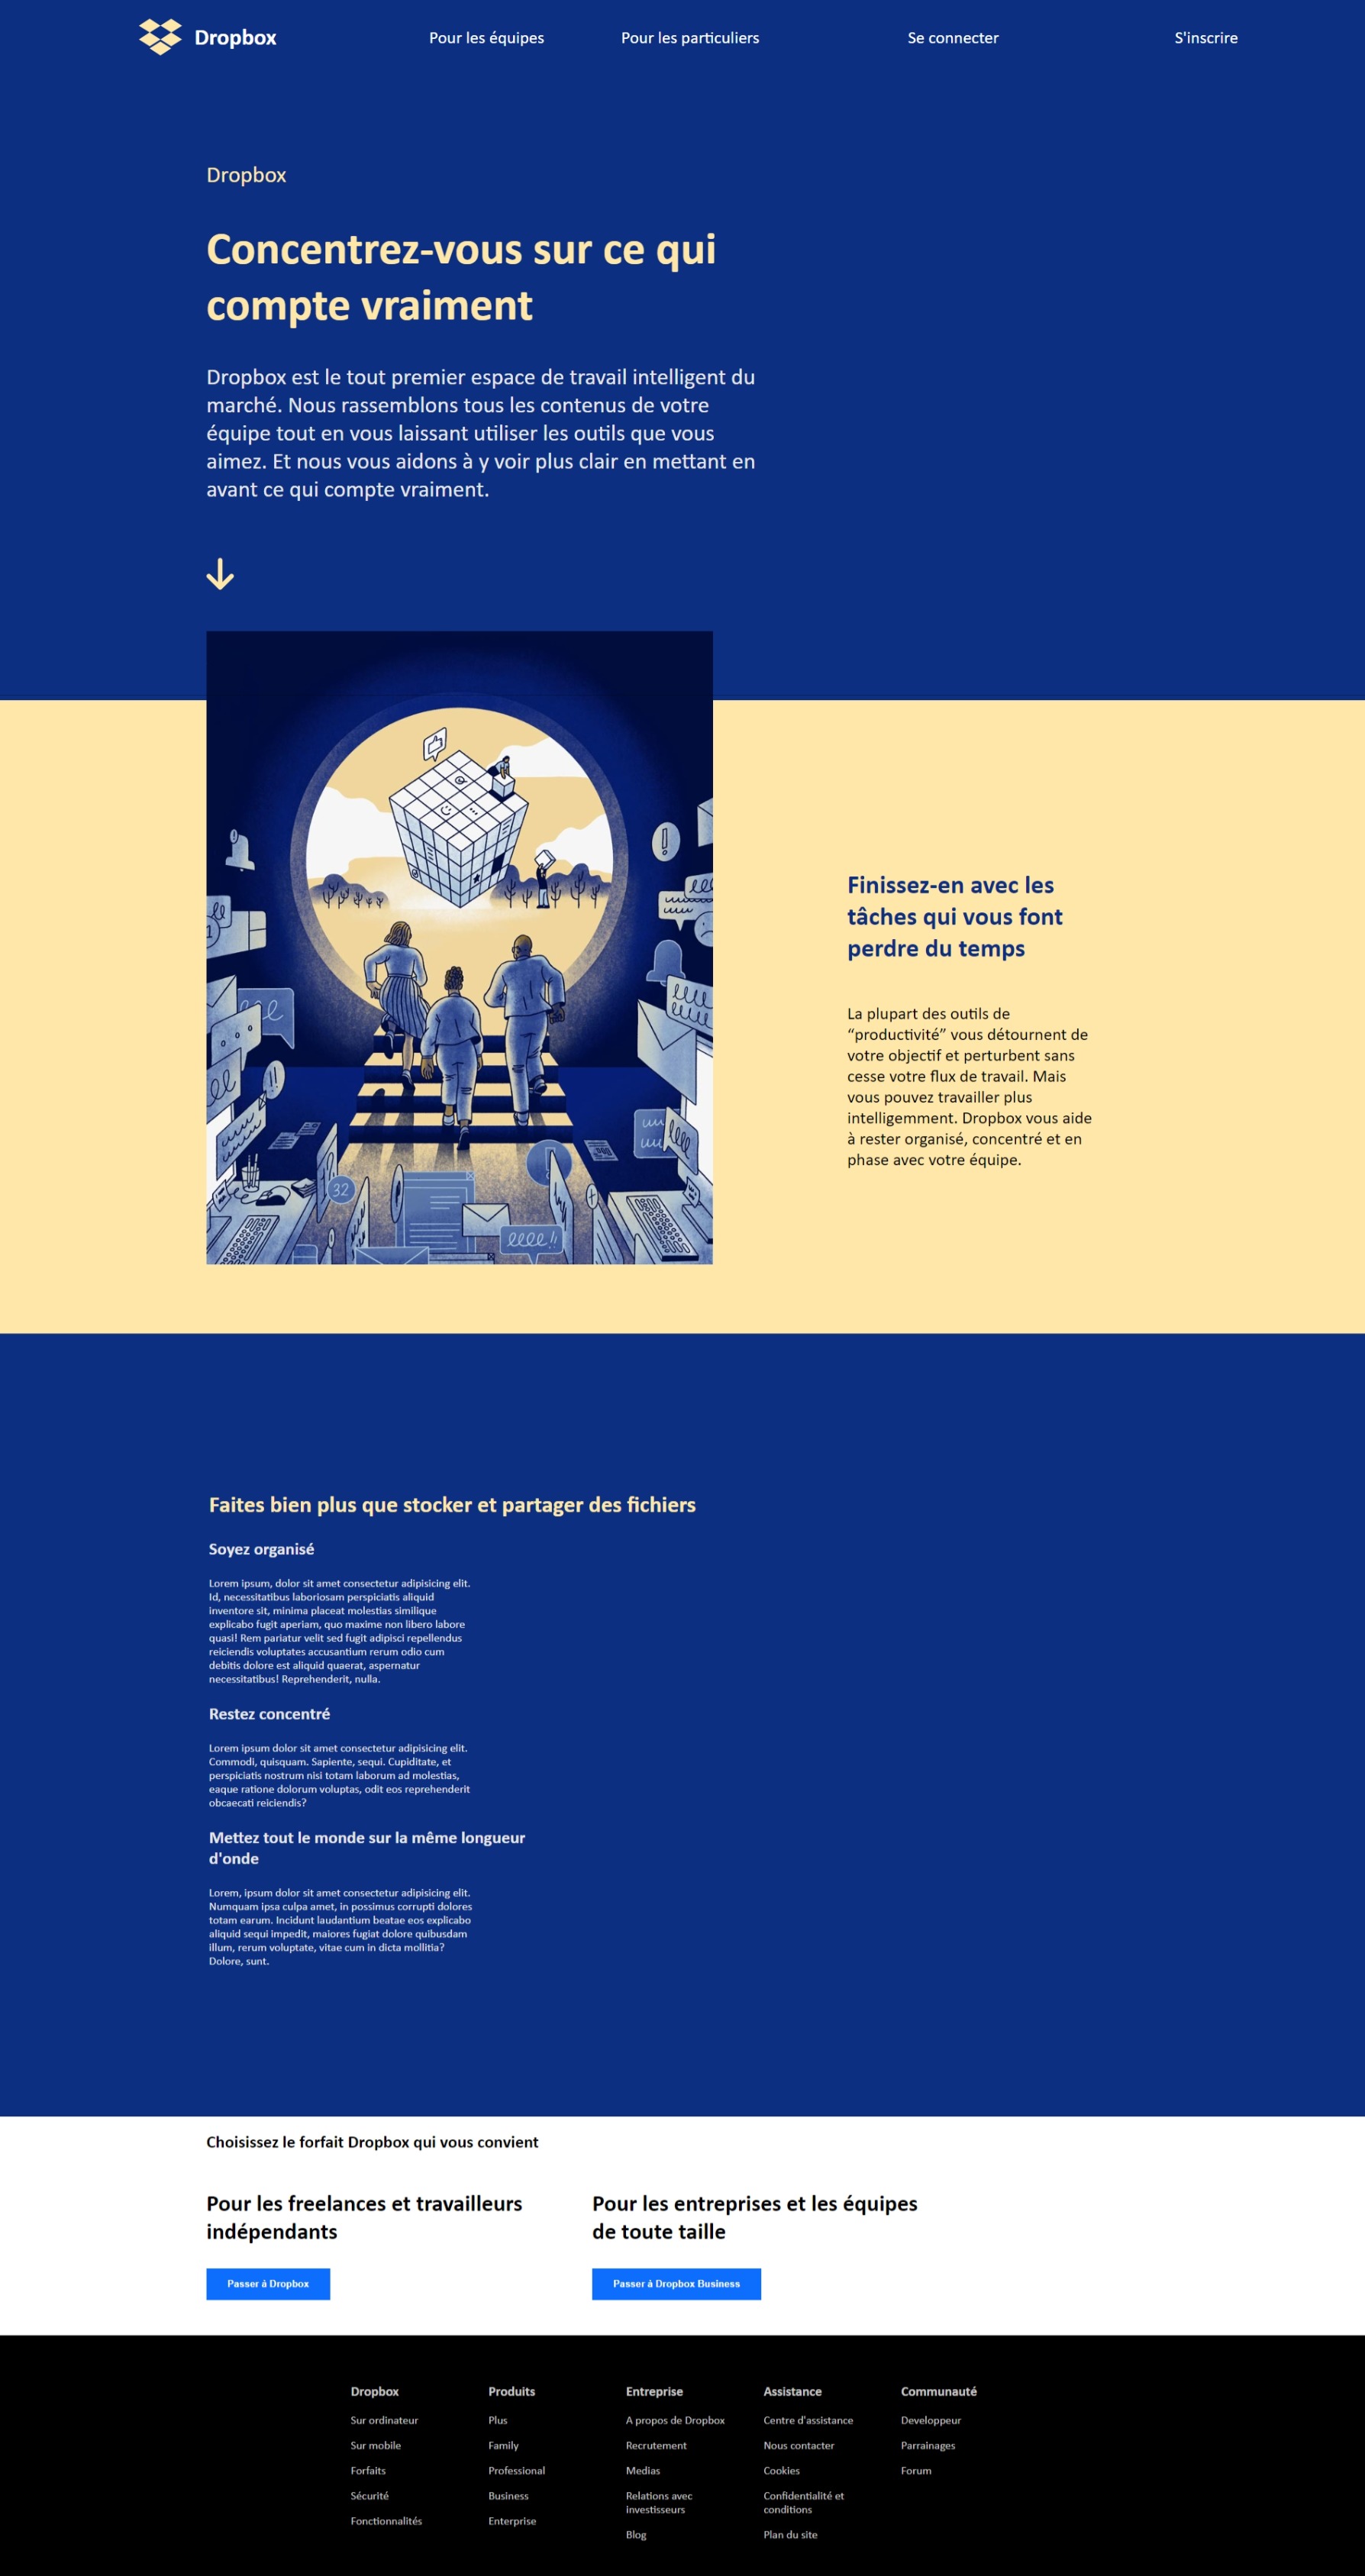 Dropbox
Pour les équipes
Pour les particuliers
Se connecter
S'inscrire
Dropbox
Concentrez-vous sur ce qui
compte vraiment
Dropbox est le tout premier espace de travail intelligent du
marché. Nous rassemblons tous les contenus de votre
équipe tout en vous laissant utiliser les outils que vous
aimez. Et nous vous aidons à y voir plus clair en mettant en
avant ce qui compte vraiment.
32
Finissez-en avec les
tâches qui vous font
perdre du temps
La plupart des outils de
“productivité” vous détournent de
votre objectif et perturbent sans
cesse votre flux de travail. Mais
vous pouvez travailler plus
intelligemment. Dropbox vous aide
à rester organisé, concentré et en
phase avec votre équipe.
Faites bien plus que stocker et partager des fichiers
Soyez organisé
Lorem ipsum, dolor sit amet consectetur adipisicing elit.
Id, necessitatibus laboriosam perspiciatis aliquid
inventore sit, minima placeat molestias similique
explicabo fugit aperiam, quo maxime non libero labore
quasi! Rem pariatur velit sed fugit adipisci repellendus
reiciendis voluptates accusantium rerum odio cum
debitis dolore est aliquid quaerat, aspernatur
necessitatibus! Reprehenderit, nulla.
Restez concentré
Lorem ipsum dolor sit amet consectetur adipisicing elit.
Commodi, quisquam. Sapiente, sequi. Cupiditate, et
perspiciatis nostrum nisi totam laborum ad molestias,
eaque ratione dolorum voluptas, odit eos reprehenderit
obcaecati reiciendis?
Mettez tout le monde sur la même longueur
d'onde
Lorem, ipsum dolor sit amet consectetur adipisicing elit.
Numquam ipsa culpa amet, in possimus corrupti dolores
totam earum. Incidunt laudantium beatae eos explicabo
aliquid sequi impedit, maiores fugiat dolore quibusdam
illum, rerum voluptate, vitae cum in dicta mollitia?
Dolore, sunt.
Choisissez le forfait Dropbox qui vous convient
Pour les freelances et travailleurs
indépendants
Passer à Dropbox
Pour les entreprises et les équipes
de toute taille
Passer à Dropbox Business
Dropbox
Sur ordinateur
Sur mobile
Forfaits
Sécurité
Fonctionnalités
Produits
Plus
Family
Professional
Business
Enterprise
Entreprise
A propos de Dropbox
Recrutement
Medias
Relations avec
investisseurs
Blog
Assistance
Centre d'assistance
Nous contacter
Cookies
Confidentialité et
conditions
Plan du site
Communauté
Developpeur
Parrainages
Forum